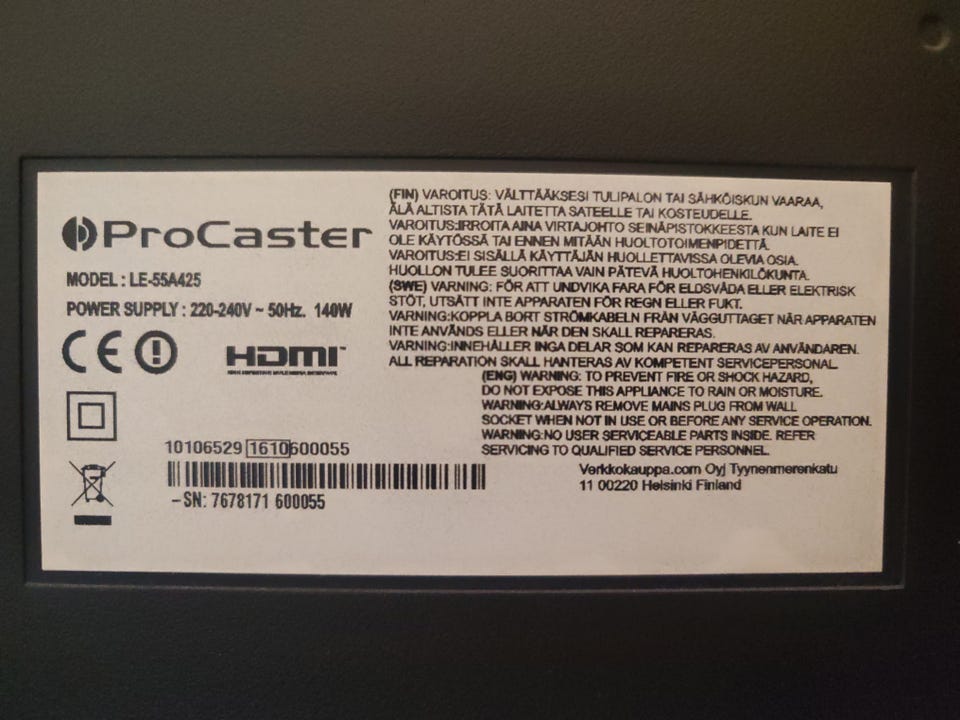 ProCaster
MODEL : LE-55A425
POWER SUPPLY : 220-240V ~ 50Hz. 140W
CE
HDMI
10106529 1610600055
-SN: 7678171 600055
(FIN) VAROITUS: VÄLTTÄÄKSESI TULIPALON TAI SÄHKÖISKUN VAARAA,
ÄLÄ ALTISTA TÄTÄ LAITETTA SATEELLE TAI KOSTEUDELLE.
VAROITUS:IRROITA AINA VIRTAJOHTO SEINÄPISTOKKEESTA KUN LAITE EI
OLE KÄYTÖSSÄ TAI ENNEN MITÄÄN HUOLTOTOIMENPIDETTÄ.
VAROITUS:EI SISÄLLÄ KÄYTTÄJÄN HUOLLETTAVISSA OLEVIA OSIA.
HUOLLON TULEE SUORITTAA VAIN PÄTEVÄ HUOLTOHENKILÖKUNTA.
(SWE) VARNING: FÖR ATT UNDVIKA FARA FÖR ELDSVÅDA ELLER ELEKTRISK
STÖT, UTSÄTT INTE APPARATEN FÖR REGN ELLER FUKT.
VARNING:KOPPLA BORT STRÖMKABELN FRÅN VÄGGUTTAGET NÄR APPARATEN
INTE ANVÄNDS ELLER NÄR DEN SKALL REPARERAS.
VARNING:INNEHÅLLER INGA DELAR SOM KAN REPARERAS AV ANVÄNDAREN.
ALL REPARATION SKALL HANTERAS AV KOMPETENT SERVICEPERSONAL
(ENG) WARNING: TO PREVENT FIRE OR SHOCK HAZARD,
DO NOT EXPOSE THIS APPLIANCE TO RAIN OR MOISTURE.
WARNING:ALWAYS REMOVE MAINS PLUG FROM WALL
SOCKET WHEN NOT IN USE OR BEFORE ANY SERVICE OPERATION.
WARNING:NO USER SERVICEABLE PARTS INSIDE. REFER
SERVICING TO QUALIFIED SERVICE PERSONNEL.
Verkkokauppa.com Oyj Tyynenmerenkatu
11 00220 Helsinki Finland